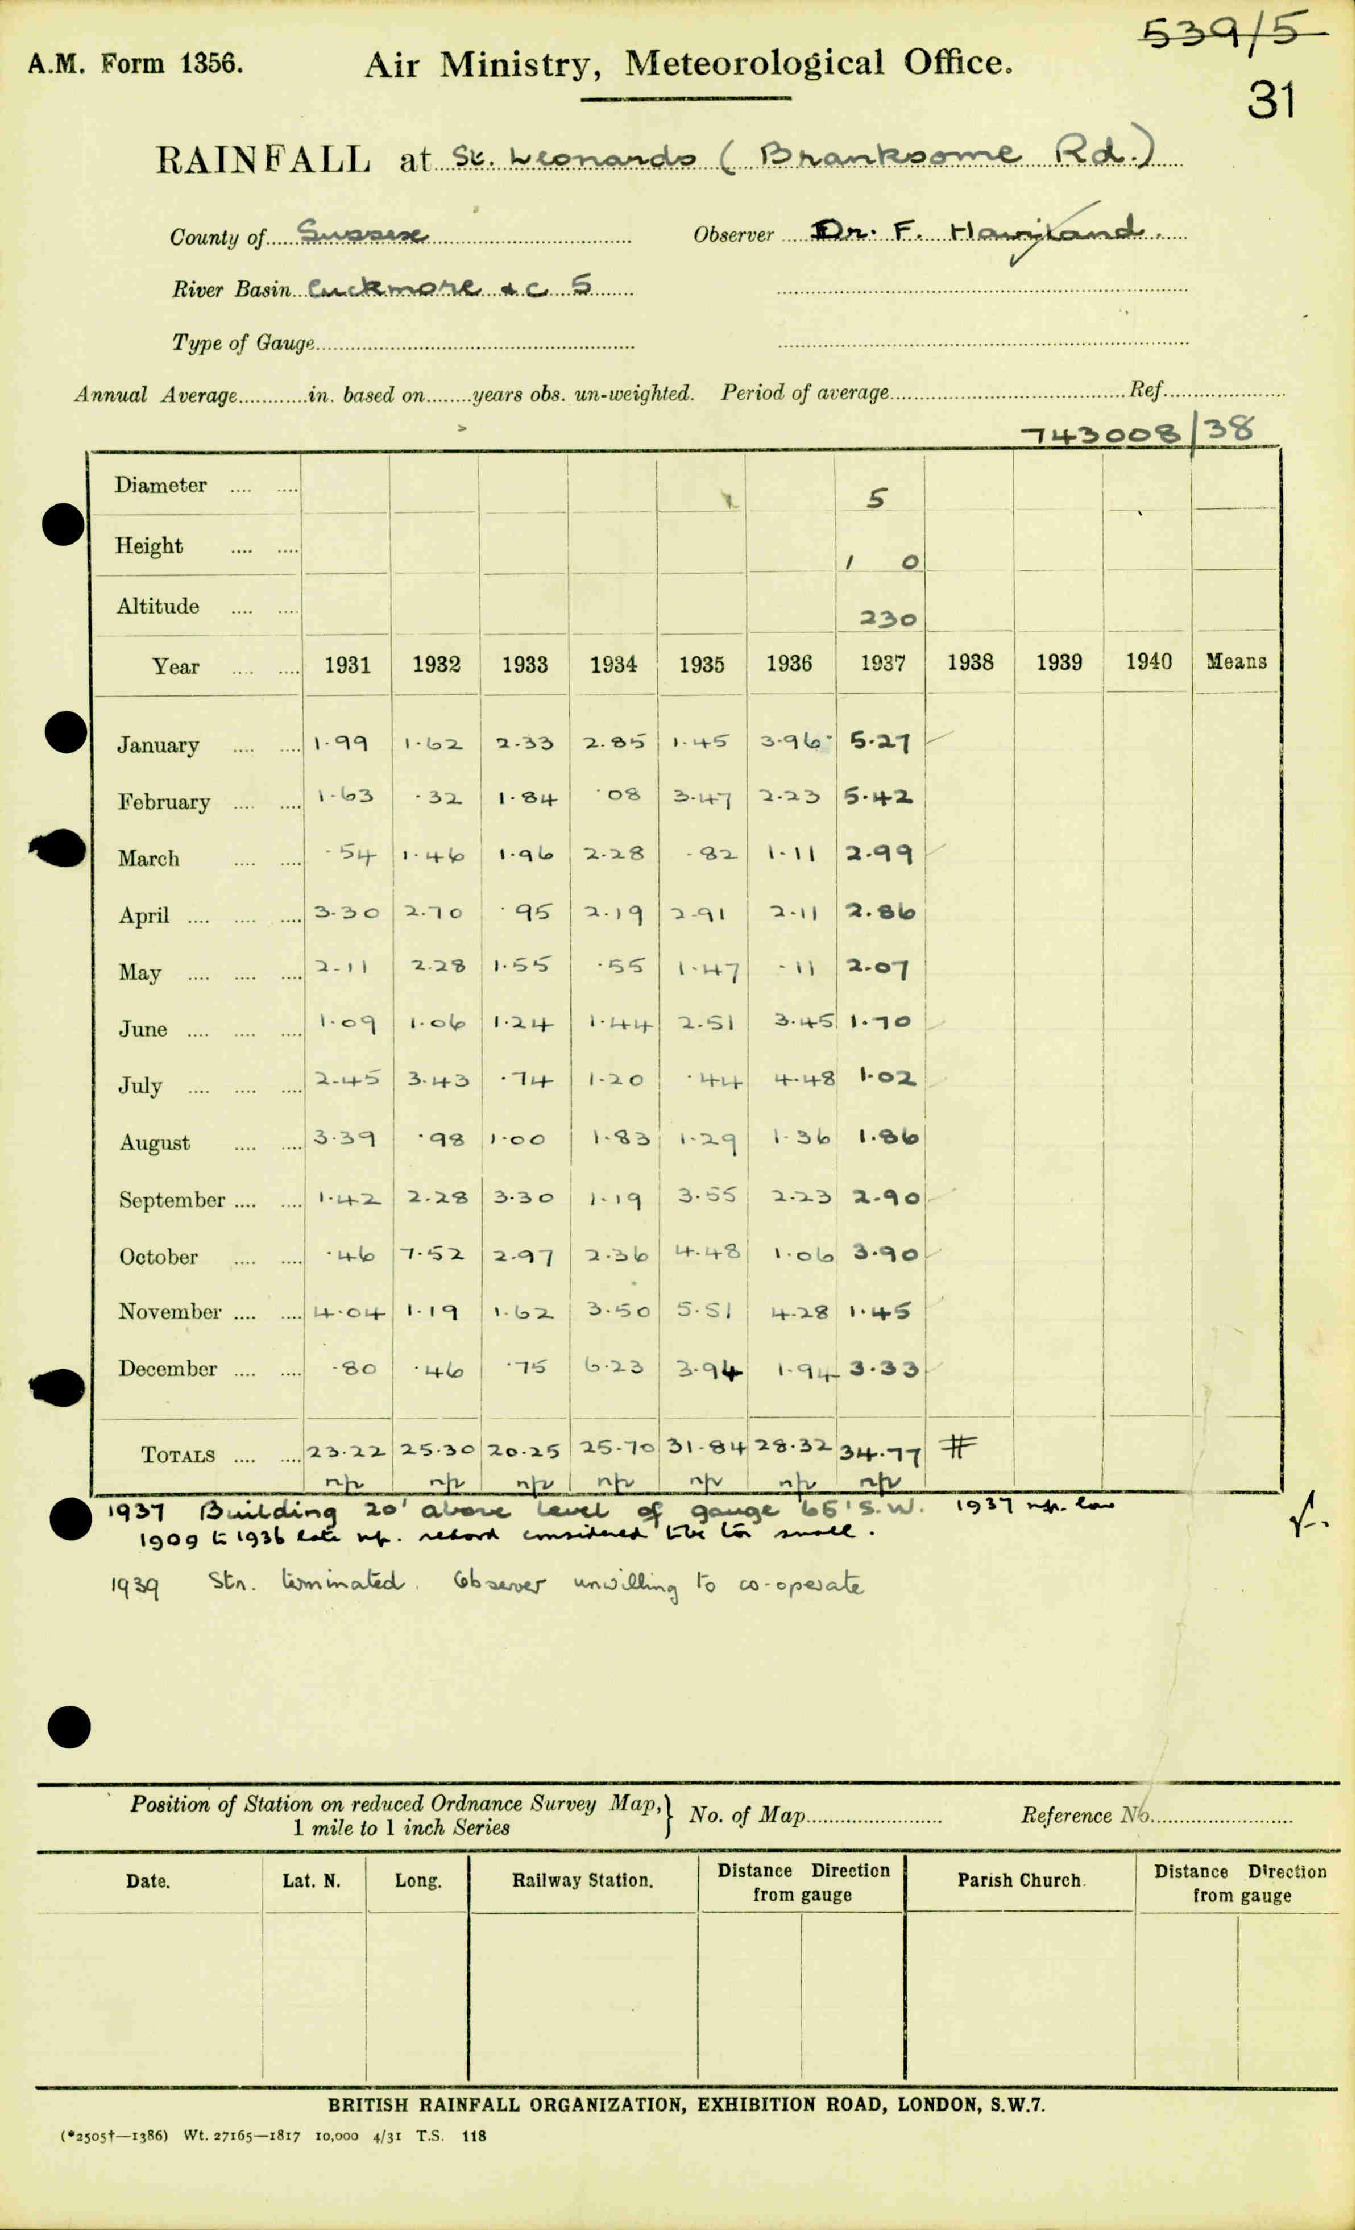 539/5
A.M. Form 1356. Air Ministry, Meteorological Office.
31
RAINFALL at St. Leonards ( Branksome Rd.)
County of Sussex Observer Dr. F. Haviland.
River Basin Cuckmere &c 5
Type of Gauge
Annual Average in. based on years obs. un-weighted. Period of average Ref.
743008/38
Diameter 5
Height 1 0
Altitude 230
Year 1931 1932 1933 1934 1935 1936 1937 1938 1939 1940 Means
January 1.99 1.62 2.33 2.85 1.45 3.96 5.27
February 1.63 .32 1.84 .08 3.47 2.23 5.42
March .54 1.46 1.96 2.28 .82 1.11 2.99
April 3.30 2.70 .95 2.19 2.91 2.11 2.86
May 2.11 2.28 1.55 .55 1.47 .11 2.07
June 1.09 1.06 1.24 1.44 2.51 3.45 1.70
July 2.45 3.43 .74 1.20 .44 4.48 1.02
August 3.39 .98 1.00 1.83 1.29 1.36 1.86
September 1.42 2.28 3.30 1.19 3.55 2.23 2.90
October .46 7.52 2.97 2.36 4.48 1.06 3.90
November 4.04 1.19 1.62 3.50 5.51 4.28 1.45
December .80 .46 .75 6.23 3.94 1.94 3.33
TOTALS 23.22 25.30 20.25 25.70 31.84 28.32 34.77 #
np np np np np np np
1937 Building 20' above level of gauge 65' S.W. 1937 np. low
1909 to 1936 late np. record considered to be too small.
1939 Stn. terminated. Observer unwilling to co-operate
Position of Station on reduced Ordnance Survey Map, } No. of Map Reference No.
1 mile to 1 inch Series
Date. Lat. N. Long. Railway Station. Distance Direction from gauge Parish Church. Distance Direction from gauge
BRITISH RAINFALL ORGANIZATION, EXHIBITION ROAD, LONDON, S.W.7.
(*2505†—1386) Wt. 27165—1817 10,000 4/31 T.S. 118